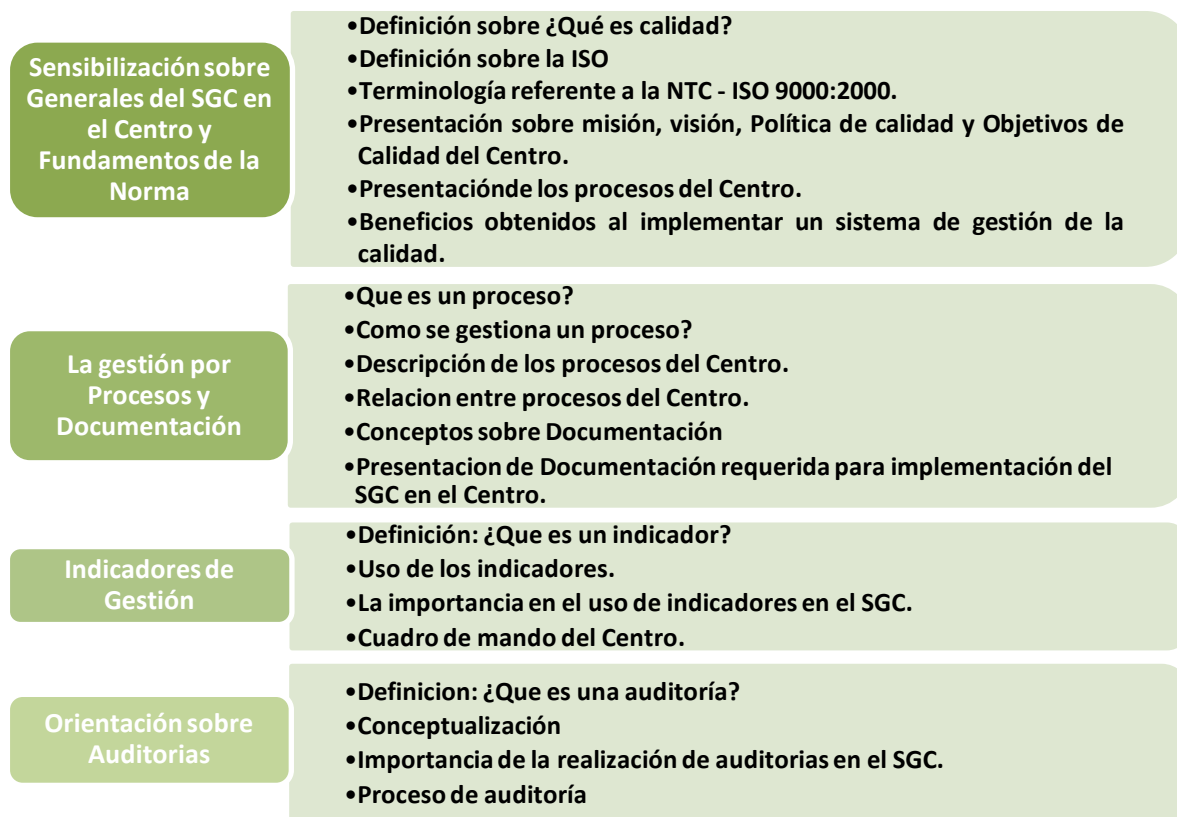 Sensibilización sobre
Generales del SGC en
el Centro y
Fundamentos de la
Norma
•Definición sobre ¿Qué es calidad?
•Definición sobre la ISO
•Terminología referente a la NTC - ISO 9000:2000.
•Presentación sobre misión, visión, Política de calidad y Objetivos de
Calidad del Centro.
•Presentaciónde los procesos del Centro.
•Beneficios obtenidos al implementar un sistema de gestión de la
calidad.
La gestión por
Procesos y
Documentación
•Que es un proceso?
•Como se gestiona un proceso?
•Descripción de los procesos del Centro.
•Relacion entre procesos del Centro.
•Conceptos sobre Documentación
•Presentacion de Documentación requerida para implementación del
SGC en el Centro.
Indicadores de
Gestión
•Definición: ¿Que es un indicador?
•Uso de los indicadores.
•La importancia en el uso de indicadores en el SGC.
•Cuadro de mando del Centro.
Orientación sobre
Auditorias
•Definicion: ¿Que es una auditoría?
•Conceptualización
•Importancia de la realización de auditorias en el SGC.
•Proceso de auditoría